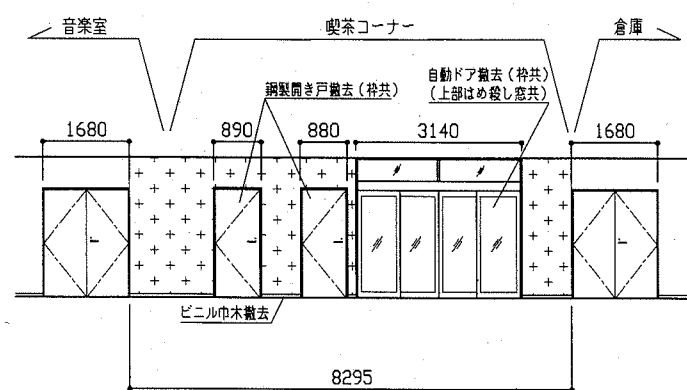 音楽室
喫茶コーナー
倉庫
鋼製開き戸撤去（枠共）
自動ドア撤去（枠共）
（上部はめ殺し窓共）
1680
890
880
3140
1680
ビニル巾木撤去
8295